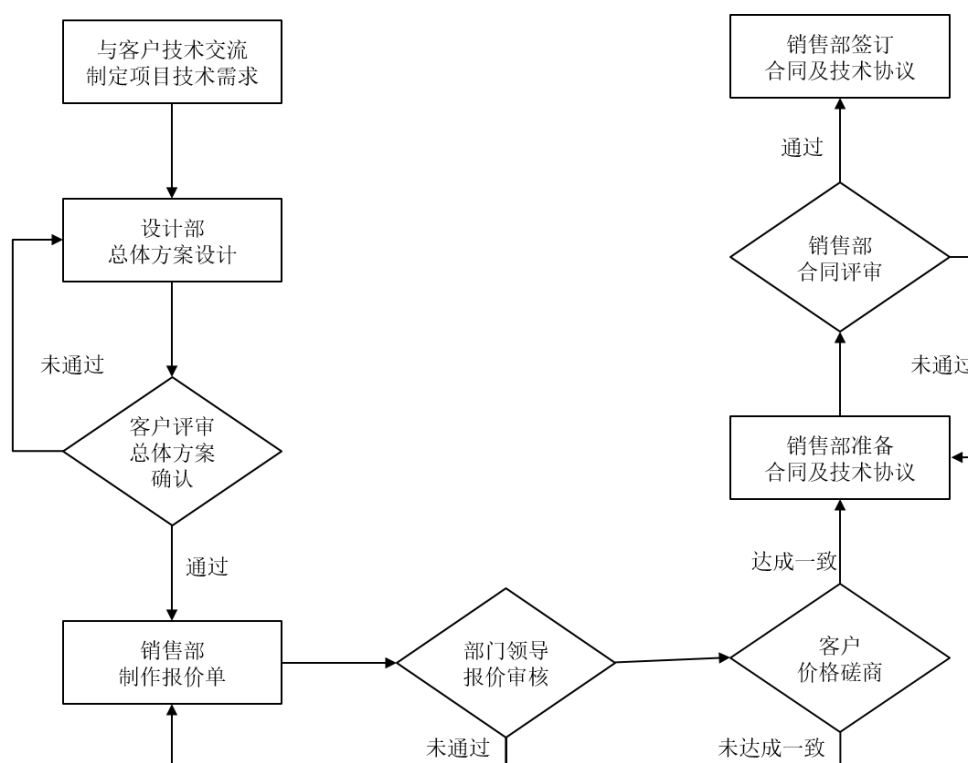 与客户技术交流
制定项目技术需求
设计部
总体方案设计
未通过
客户评审
总体方案
确认
通过
销售部
制作报价单
部门领导
报价审核
未通过
客户
价格磋商
未达成一致
达成一致
销售部准备
合同及技术协议
未通过
销售部
合同评审
通过
销售部签订
合同及技术协议